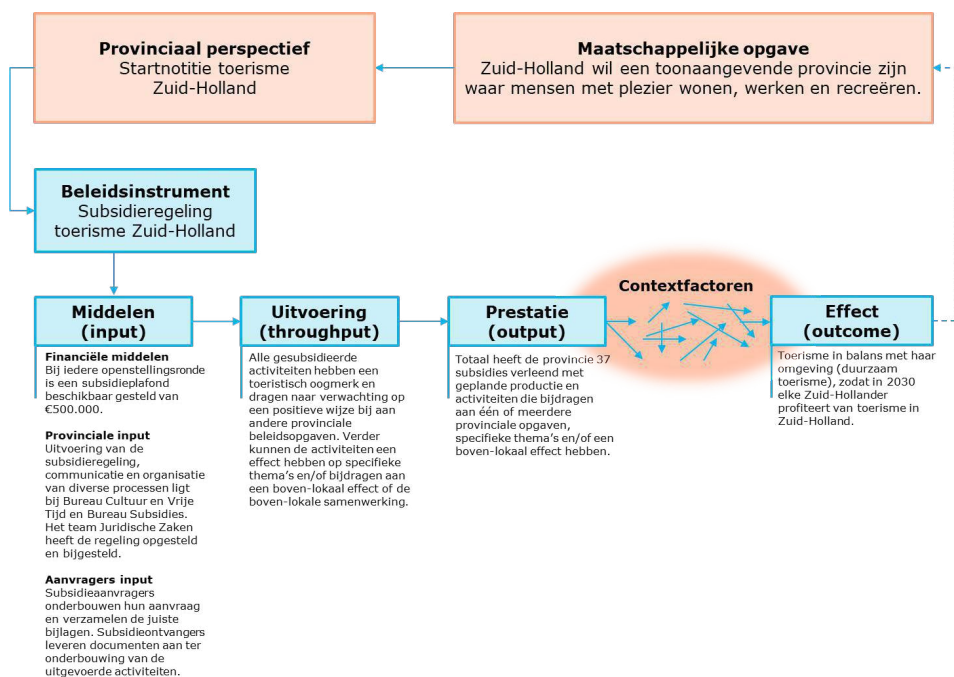 Provinciaal perspectief
Startnotitie toerisme
Zuid-Holland
Maatschappelijke opgave
Zuid-Holland wil een toonaangevende provincie zijn
waar mensen met plezier wonen, werken en recreëren.
Beleidsinstrument
Subsidieregeling
toerisme Zuid-Holland
Middelen
(input)
Financiële middelen
Bij iedere openstellingsronde
is een subsidieplafond
beschikbaar gesteld van
€500.000.
Provinciale input
Uitvoering van de
subsidieregeling,
communicatie en organisatie
van diverse processen ligt
bij Bureau Cultuur en Vrije
Tijd en Bureau Subsidies.
Het team Juridische Zaken
heeft de regeling opgesteld
en bijgesteld.
Aanvragers input
Subsidieaanvragers
onderbouwen hun aanvraag
en verzamelen de juiste
bijlagen. Subsidieontvangers
leveren documenten aan ter
onderbouwing van de
uitgevoerde activiteiten.
Uitvoering
(throughput)
Alle gesubsidieerde
activiteiten hebben een
toeristisch oogmerk en
dragen naar verwachting op
een positieve wijze bij aan
andere provinciale
beleidsopgaven. Verder
kunnen de activiteiten een
effect hebben op specifieke
thema's en/of bijdragen aan
een boven-lokaal effect of de
boven-lokale samenwerking.
Prestatie
(output)
Totaal heeft de provincie 37
subsidies verleend met
geplande productie en
activiteiten die bijdragen
aan één of meerdere
provinciale opgaven,
specifieke thema's en/of een
boven-lokaal effect hebben.
Contextfactoren
Effect
(outcome)
Toerisme in balans met haar
omgeving (duurzaam
toerisme), zodat in 2030
elke Zuid-Hollander
profiteert van toerisme in
Zuid-Holland.